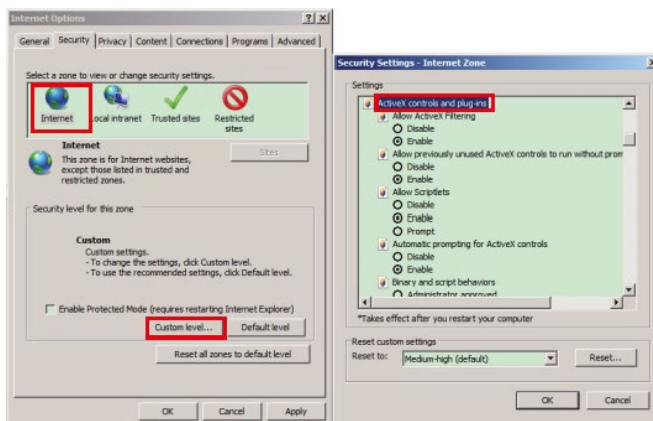 Internet Options
General Security Privacy Content Connections Programs Advanced
Select a zone to view or change security settings.
Internet Local intranet Trusted sites Restricted sites
Internet
Sites
This zone is for Internet websites,
except those listed in trusted and
restricted zones.
Security level for this zone
Custom
Custom settings.
- To change the settings, click Custom level.
- To use the recommended settings, click Default level.
Enable Protected Mode (requires restarting Internet Explorer)
Custom level... Default level
Reset all zones to default level
OK Cancel Apply
Security Settings - Internet Zone
Settings
ActiveX controls and plug-ins
Allow ActiveX Filtering
Disable
Enable
Allow previously unused ActiveX controls to run without prom
Disable
Enable
Allow Scriptlets
Disable
Enable
Prompt
Automatic prompting for ActiveX controls
Disable
Enable
Binary and script behaviors
Administrator approved
*Takes effect after you restart your computer
Reset custom settings
Reset to: Medium-high (default) Reset...
OK Cancel